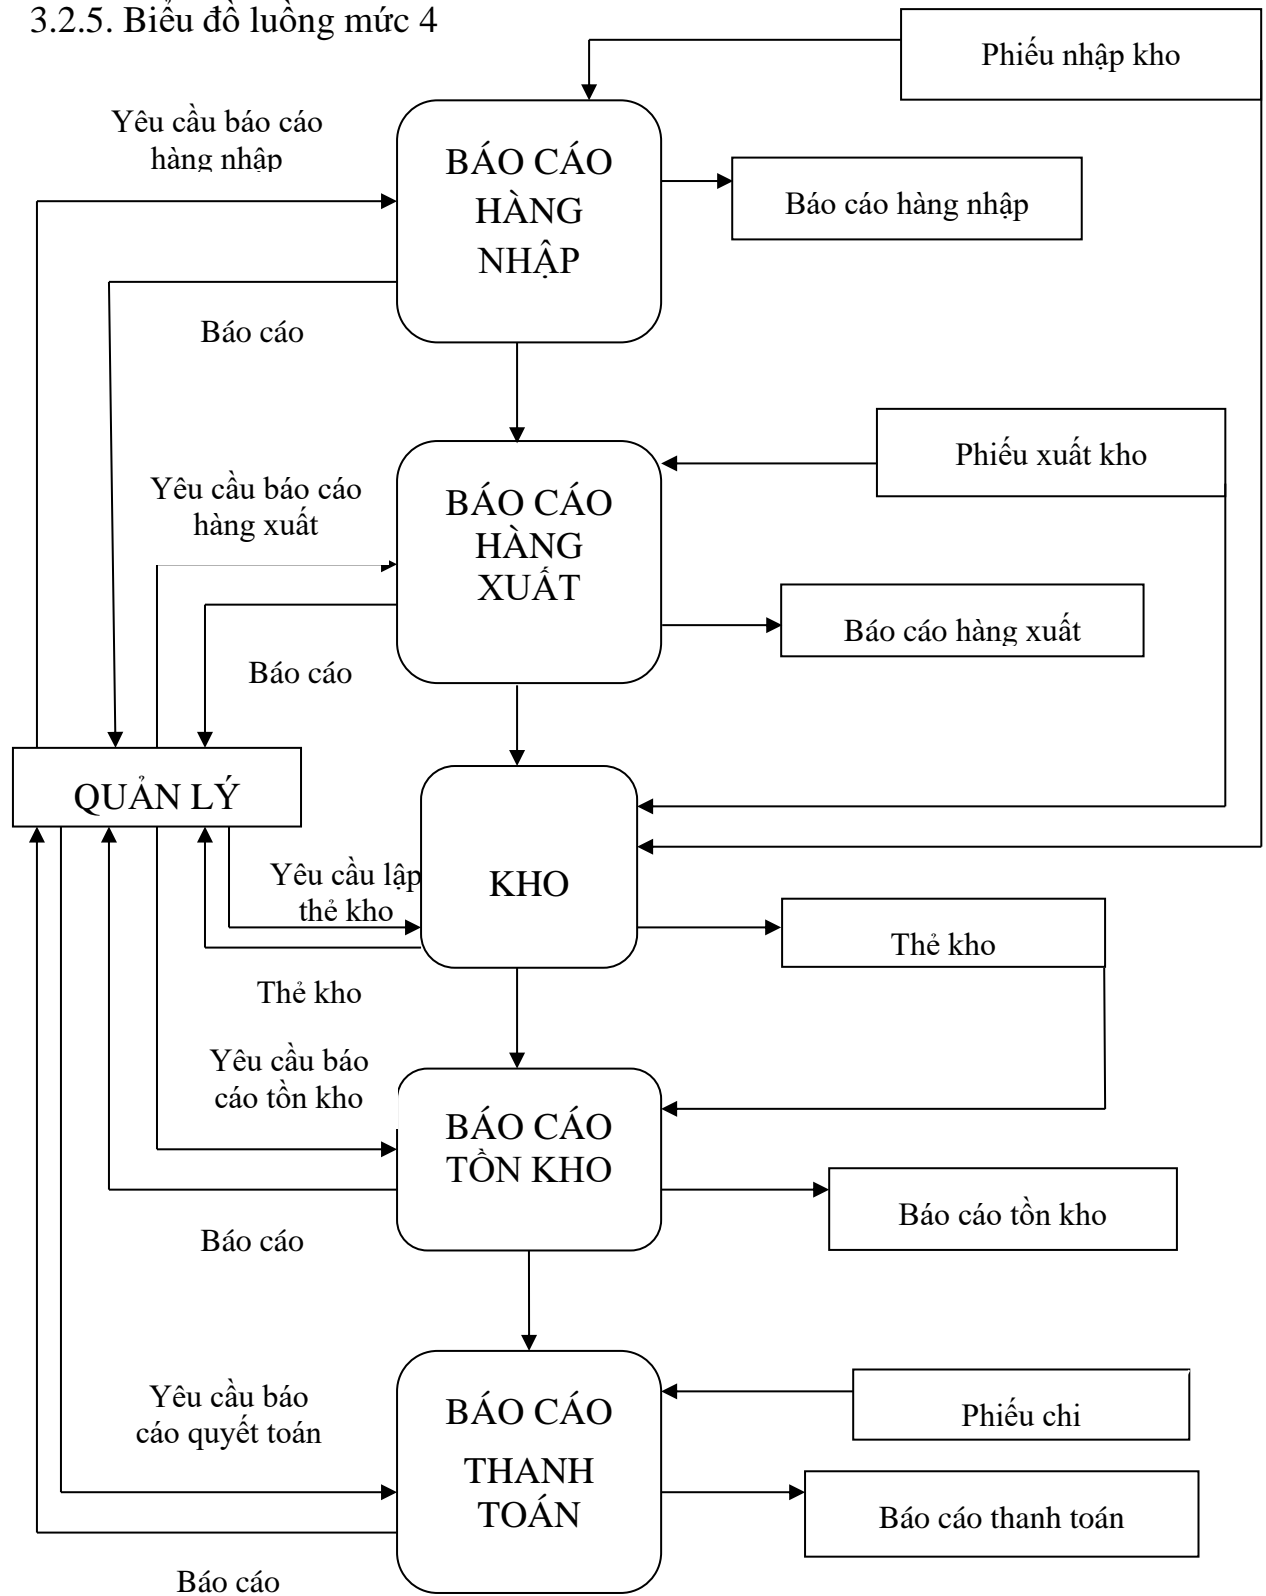 3.2.5. Biểu đồ luồng mức 4
Phiếu nhập kho
Yêu cầu báo cáo
hàng nhập
BÁO CÁO
HÀNG
NHẬP
Báo cáo hàng nhập
Báo cáo
Phiếu xuất kho
Yêu cầu báo cáo
hàng xuất
BÁO CÁO
HÀNG
XUẤT
Báo cáo hàng xuất
Báo cáo
QUẢN LÝ
Yêu cầu lập
thẻ kho
KHO
Thẻ kho
Thẻ kho
Yêu cầu báo
cáo tồn kho
BÁO CÁO
TỒN KHO
Báo cáo tồn kho
Báo cáo
Yêu cầu báo
cáo quyết toán
BÁO CÁO
THANH
TOÁN
Phiếu chi
Báo cáo thanh toán
Báo cáo